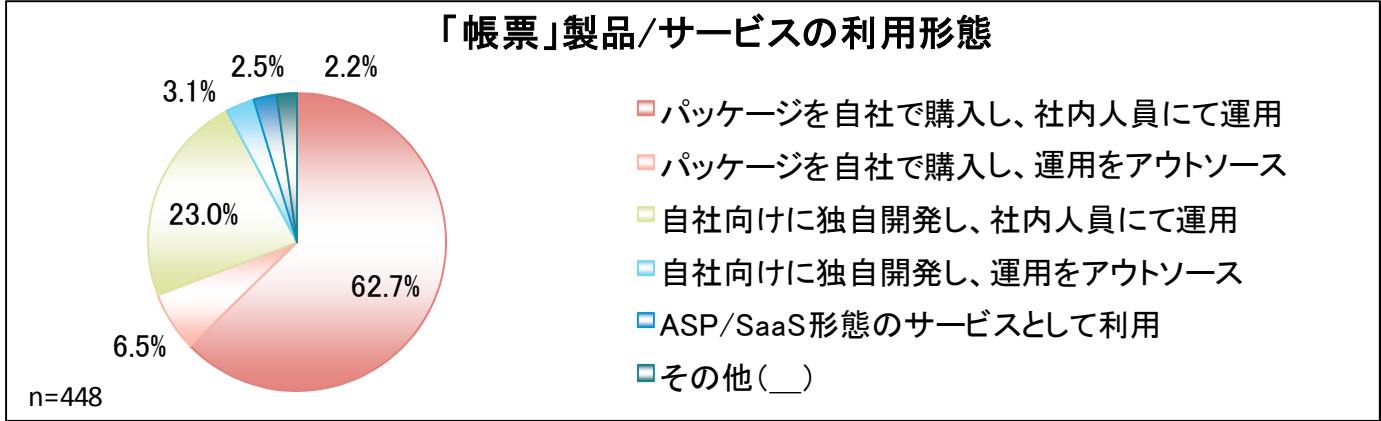 「帳票」製品/サービスの利用形態
2.5%
2.2%
3.1%
23.0%
62.7%
6.5%
n=448
パッケージを自社で購入し、社内人員にて運用
パッケージを自社で購入し、運用をアウトソース
自社向けに独自開発し、社内人員にて運用
自社向けに独自開発し、運用をアウトソース
ASP/SaaS形態のサービスとして利用
その他(__)